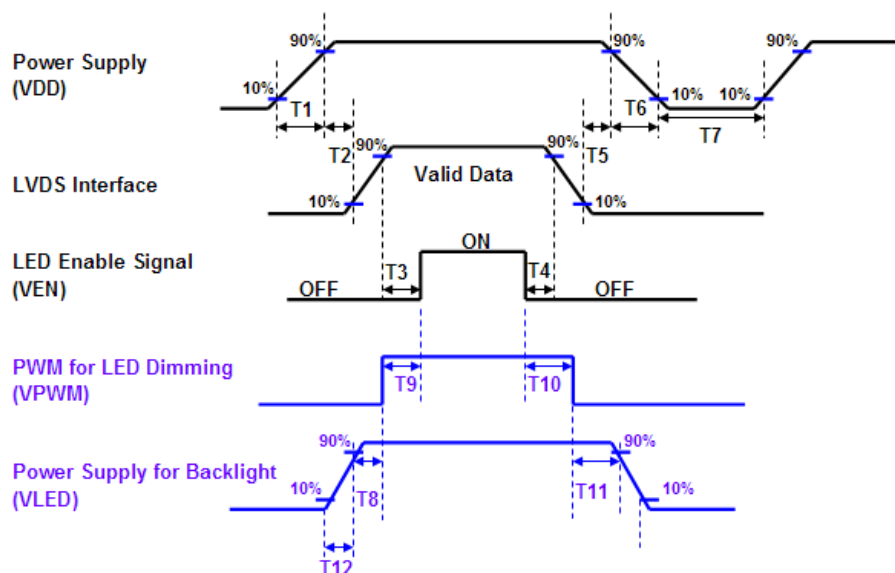 90% 90% 90%
Power Supply
(VDD)
10% T1 T6 10% 10%
T2 T5 T7
90% 90%
LVDS Interface Valid Data
10% 10%
LED Enable Signal
(VEN)
ON
T3 T4
OFF OFF
PWM for LED Dimming
(VPWM)
T9 T10
90% 90%
Power Supply for Backlight
(VLED)
10% T8 T11 10%
T12